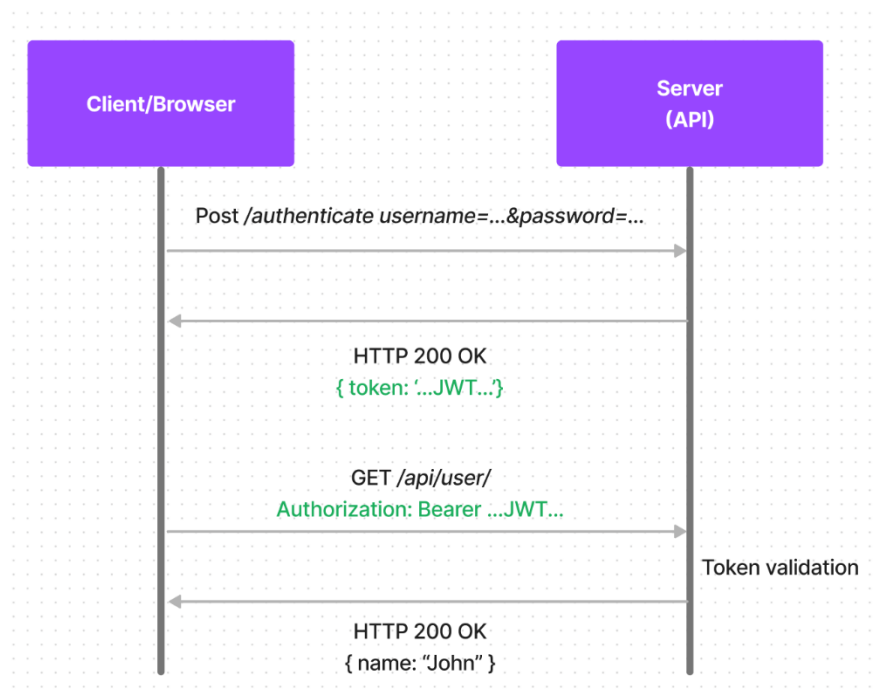 Client/Browser
Server
(API)
Post /authenticate username=...&password=...
HTTP 200 OK
{ token: ‘...JWT...’}
GET /api/user/
Authorization: Bearer ...JWT...
Token validation
HTTP 200 OK
{ name: “John” }